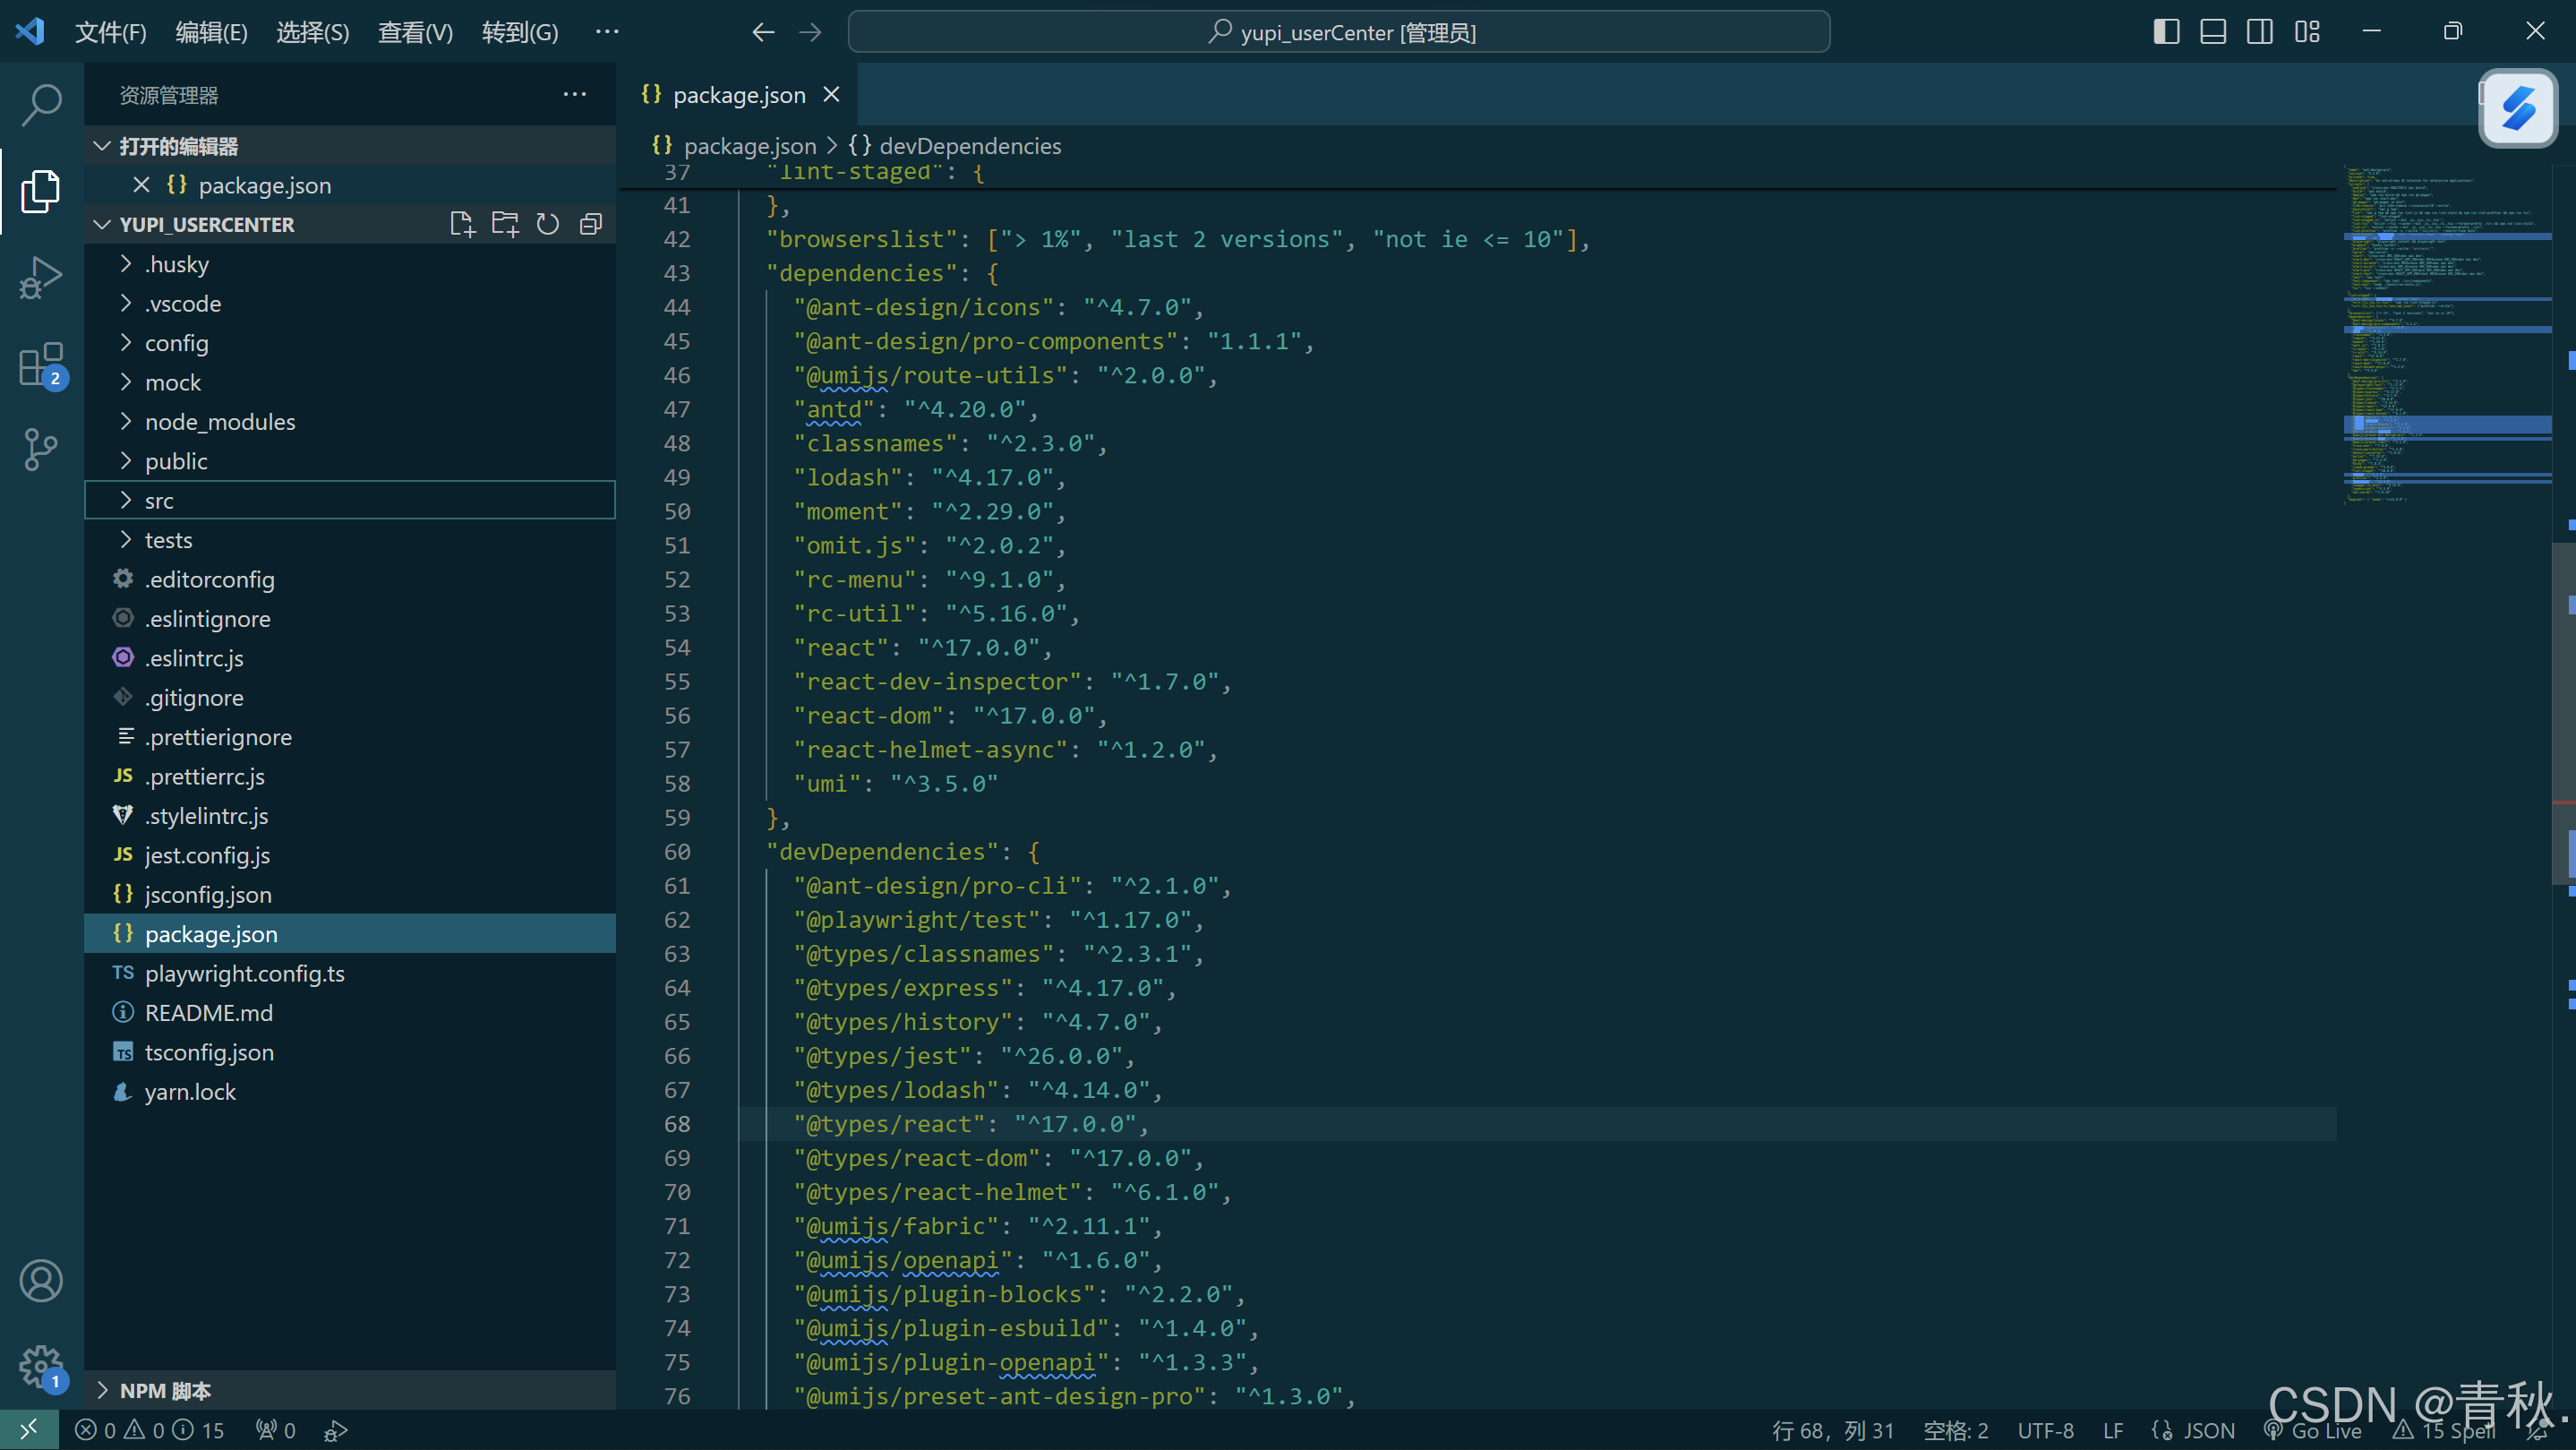 文件(F) 编辑(E) 选择(S) 查看(V) 转到(G) ··· yupi_userCenter [管理员]
资源管理器 ···
打开的编辑器
{} package.json
YUPI_USERCENTER
.husky
.vscode
config
mock
node_modules
public
src
tests
.editorconfig
.eslintignore
.eslintrc.js
.gitignore
.prettierignore
JS .prettierrc.js
.stylelintrc.js
JS jest.config.js
{} jsconfig.json
{} package.json
TS playwright.config.ts
README.md
TS tsconfig.json
yarn.lock
NPM 脚本
2
1
{} package.json
{} package.json > {} devDependencies
37 "lint-staged": {
41 },
42 "browserslist": ["> 1%", "last 2 versions", "not ie <= 10"],
43 "dependencies": {
44 "@ant-design/icons": "^4.7.0",
45 "@ant-design/pro-components": "1.1.1",
46 "@umijs/route-utils": "^2.0.0",
47 "antd": "^4.20.0",
48 "classnames": "^2.3.0",
49 "lodash": "^4.17.0",
50 "moment": "^2.29.0",
51 "omit.js": "^2.0.2",
52 "rc-menu": "^9.1.0",
53 "rc-util": "^5.16.0",
54 "react": "^17.0.0",
55 "react-dev-inspector": "^1.7.0",
56 "react-dom": "^17.0.0",
57 "react-helmet-async": "^1.2.0",
58 "umi": "^3.5.0"
59 },
60 "devDependencies": {
61 "@ant-design/pro-cli": "^2.1.0",
62 "@playwright/test": "^1.17.0",
63 "@types/classnames": "^2.3.1",
64 "@types/express": "^4.17.0",
65 "@types/history": "^4.7.0",
66 "@types/jest": "^26.0.0",
67 "@types/lodash": "^4.14.0",
68 "@types/react": "^17.0.0",
69 "@types/react-dom": "^17.0.0",
70 "@types/react-helmet": "^6.1.0",
71 "@umijs/fabric": "^2.11.1",
72 "@umijs/openapi": "^1.6.0",
73 "@umijs/plugin-blocks": "^2.2.0",
74 "@umijs/plugin-esbuild": "^1.4.0",
75 "@umijs/plugin-openapi": "^1.3.3",
76 "@umijs/preset-ant-design-pro": "^1.3.0",
0 0 15 0 行 68，列 31 空格: 2 UTF-8 LF {} JSON Go Live 15 Spell
CSDN @青秋.